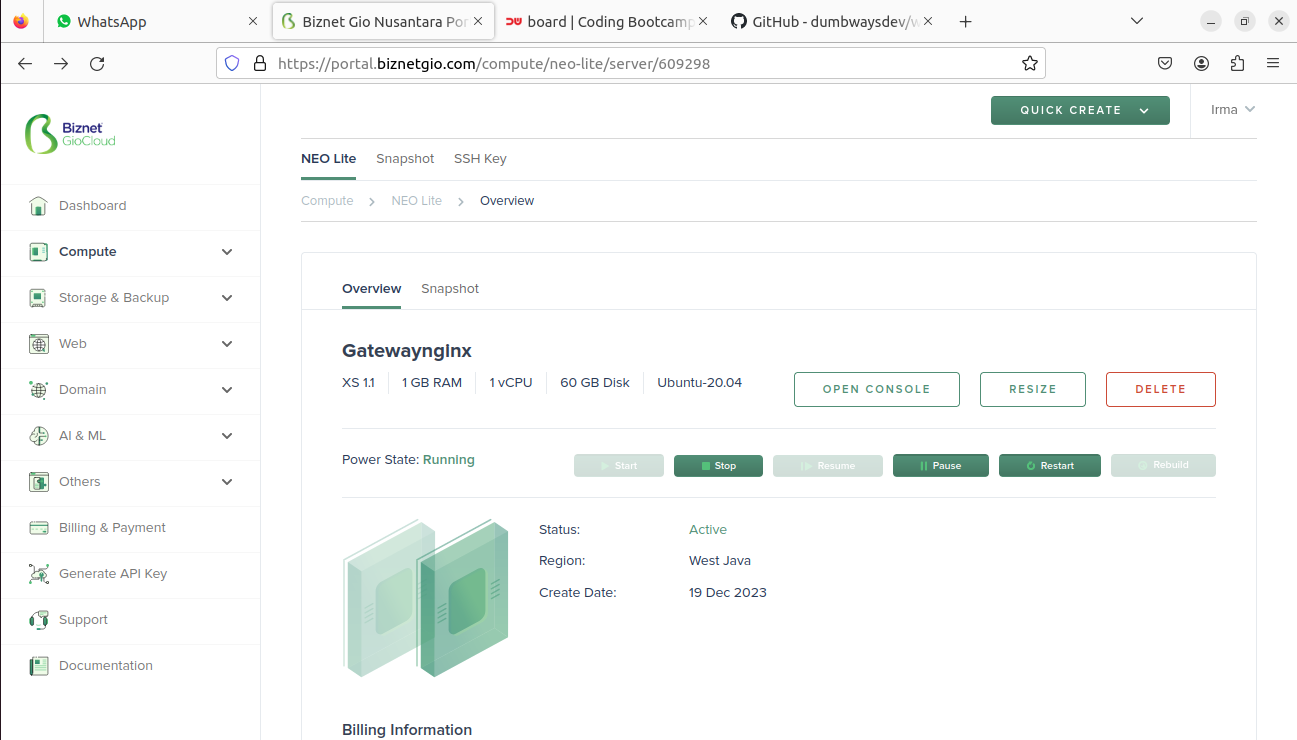 WhatsApp
Biznet Gio Nusantara Por
board | Coding Bootcamp
GitHub - dumbwaysdev/w
https://portal.biznetgio.com/compute/neo-lite/server/609298
Biznet
GioCloud
QUICK CREATE
Irma
NEO Lite Snapshot SSH Key
Compute NEO Lite Overview
Dashboard
Compute
Storage & Backup
Web
Domain
AI & ML
Others
Billing & Payment
Generate API Key
Support
Documentation
Overview Snapshot
GatewayngInx
XS 1.1 1 GB RAM 1 vCPU 60 GB Disk Ubuntu-20.04
OPEN CONSOLE RESIZE DELETE
Power State: Running
Start Stop Resume Pause Restart Rebuild
Status: Active
Region: West Java
Create Date: 19 Dec 2023
Billing Information